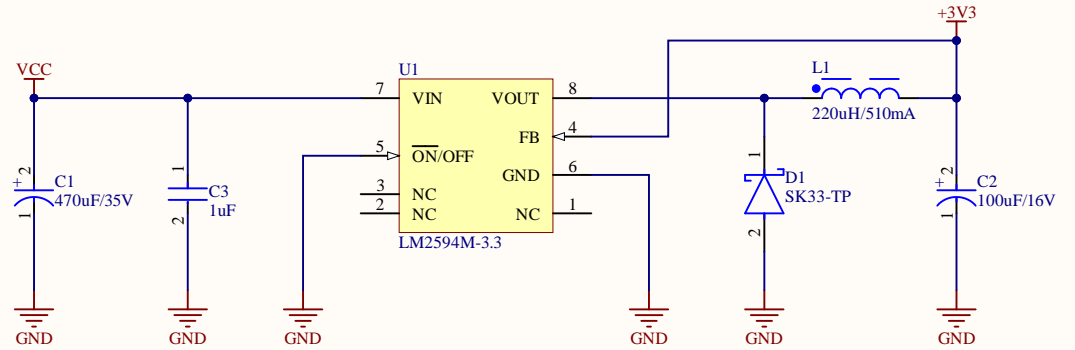 +3V3
VCC
U1
L1
7
VIN
VOUT
8
220uH/510mA
FB
4
5
ON/OFF
GND
6
1
2
C1
470uF/35V
1
1
C3
1uF
2
3
NC
2
NC
NC
1
D1
SK33-TP
2
2
C2
100uF/16V
1
+
+
LM2594M-3.3
GND
GND
GND
GND
GND
GND